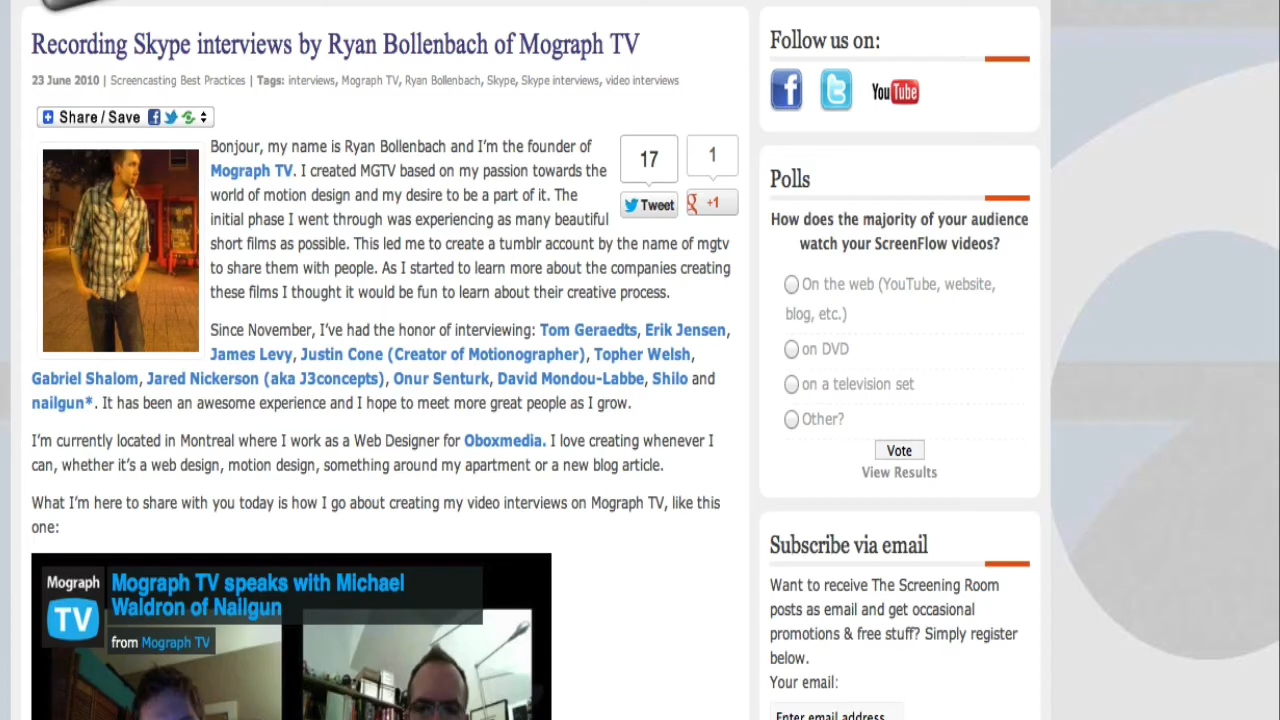 Recording Skype interviews by Ryan Bollenbach of Mograph TV
23 June 2010 | Screencasting Best Practices | Tags: interviews, Mograph TV, Ryan Bollenbach, Skype, Skype interviews, video interviews
Share / Save
Bonjour, my name is Ryan Bollenbach and I'm the founder of
Mograph TV. I created MGTV based on my passion towards the
world of motion design and my desire to be a part of it. The
initial phase I went through was experiencing as many beautiful
short films as possible. This led me to create a tumblr account by the name of mgtv
to share them with people. As I started to learn more about the companies creating
these films I thought it would be fun to learn about their creative process.
17
1
Tweet
+1
Since November, I've had the honor of interviewing: Tom Geraedts, Erik Jensen,
James Levy, Justin Cone (Creator of Motionographer), Topher Welsh,
Gabriel Shalom, Jared Nickerson (aka J3concepts), Onur Senturk, David Mondou-Labbe, Shilo and
nailgun*. It has been an awesome experience and I hope to meet more great people as I grow.
I'm currently located in Montreal where I work as a Web Designer for Oboxmedia. I love creating whenever I
can, whether it's a web design, motion design, something around my apartment or a new blog article.
What I'm here to share with you today is how I go about creating my video interviews on Mograph TV, like this
one:
Mograph
TV
Mograph TV speaks with Michael
Waldron of Nailgun
from Mograph TV
Follow us on:
f
t
YouTube
Polls
How does the majority of your audience
watch your ScreenFlow videos?
On the web (YouTube, website,
blog, etc.)
on DVD
on a television set
Other?
Vote
View Results
Subscribe via email
Want to receive The Screening Room
posts as email and get occasional
promotions & free stuff? Simply register
below.
Your email:
Enter email address